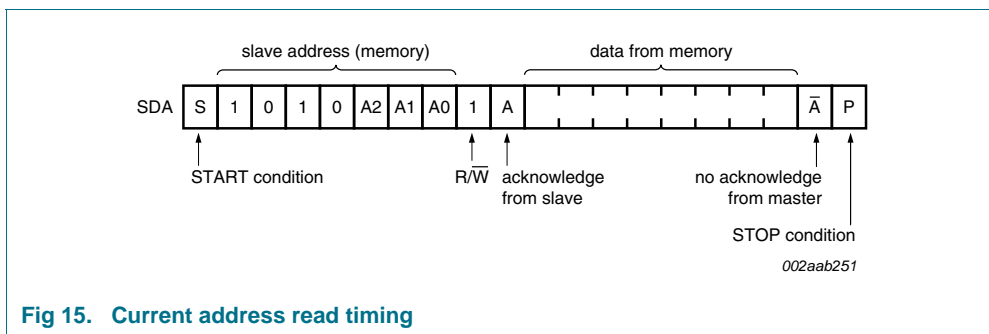 slave address (memory) data from memory
SDA S 1 0 1 0 A2 A1 A0 1 A A̅ P
START condition R/W̅ acknowledge from slave no acknowledge from master
STOP condition
002aab251
Fig 15. Current address read timing